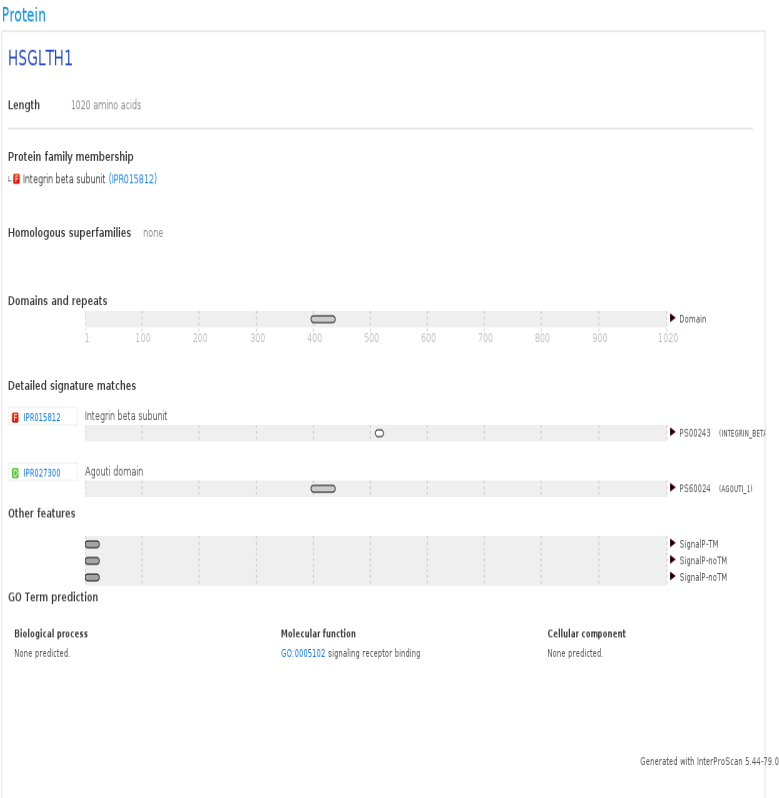 Protein
HSGLTH1
Length 1020 amino acids
Protein family membership
F Integrin beta subunit (IPR015812)
Homologous superfamilies none
Domains and repeats
Domain
1 100 200 300 400 500 600 700 800 900 1020
Detailed signature matches
F IPR015812 Integrin beta subunit
PS00243 (INTEGRIN_BETA
D IPR027300 Agouti domain
PS60024 (AGOUTI_1)
Other features
SignalP-TM
SignalP-noTM
SignalP-noTM
GO Term prediction
Biological process Molecular function Cellular component
None predicted. GO:0005102 signaling receptor binding None predicted.
Generated with InterProScan 5.44-79.0